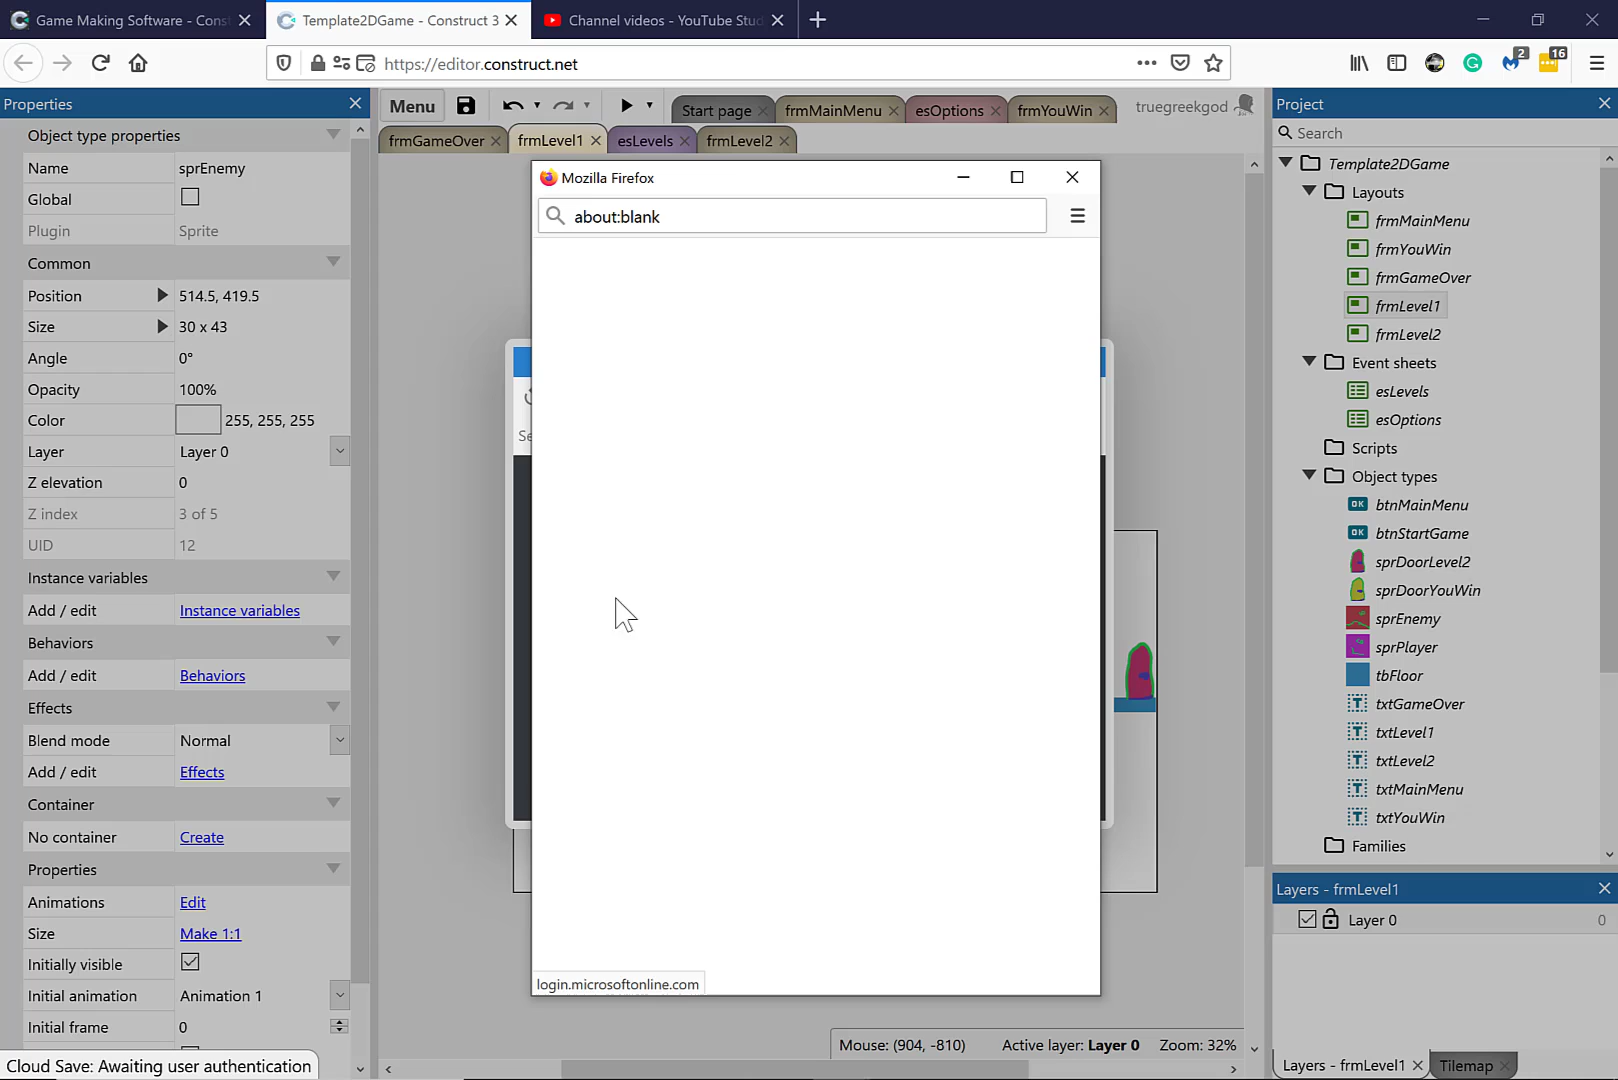 Game Making Software - Const
Template2DGame - Construct 3
Channel videos - YouTube Stud
https://editor.construct.net
2
16
Properties
Object type properties
Name sprEnemy
Global
Plugin Sprite
Common
Position 514.5, 419.5
Size 30 x 43
Angle 0°
Opacity 100%
Color 255, 255, 255
Layer Layer 0
Z elevation 0
Z index 3 of 5
UID 12
Instance variables
Add / edit Instance variables
Behaviors
Add / edit Behaviors
Effects
Blend mode Normal
Add / edit Effects
Container
No container Create
Properties
Animations Edit
Size Make 1:1
Initially visible
Initial animation Animation 1
Initial frame 0
Cloud Save: Awaiting user authentication
Menu
Start page
frmMainMenu
esOptions
frmYouWin
truegreekgod
frmGameOver
frmLevel1
esLevels
frmLevel2
Mozilla Firefox
about:blank
Se
login.microsoftonline.com
Mouse: (904, -810) Active layer: Layer 0 Zoom: 32%
Project
Search
Template2DGame
Layouts
frmMainMenu
frmYouWin
frmGameOver
frmLevel1
frmLevel2
Event sheets
esLevels
esOptions
Scripts
Object types
OK btnMainMenu
OK btnStartGame
sprDoorLevel2
sprDoorYouWin
sprEnemy
sprPlayer
tbFloor
T txtGameOver
T txtLevel1
T txtLevel2
T txtMainMenu
T txtYouWin
Families
Layers - frmLevel1
Layer 0 0
Layers - frmLevel1
Tilemap